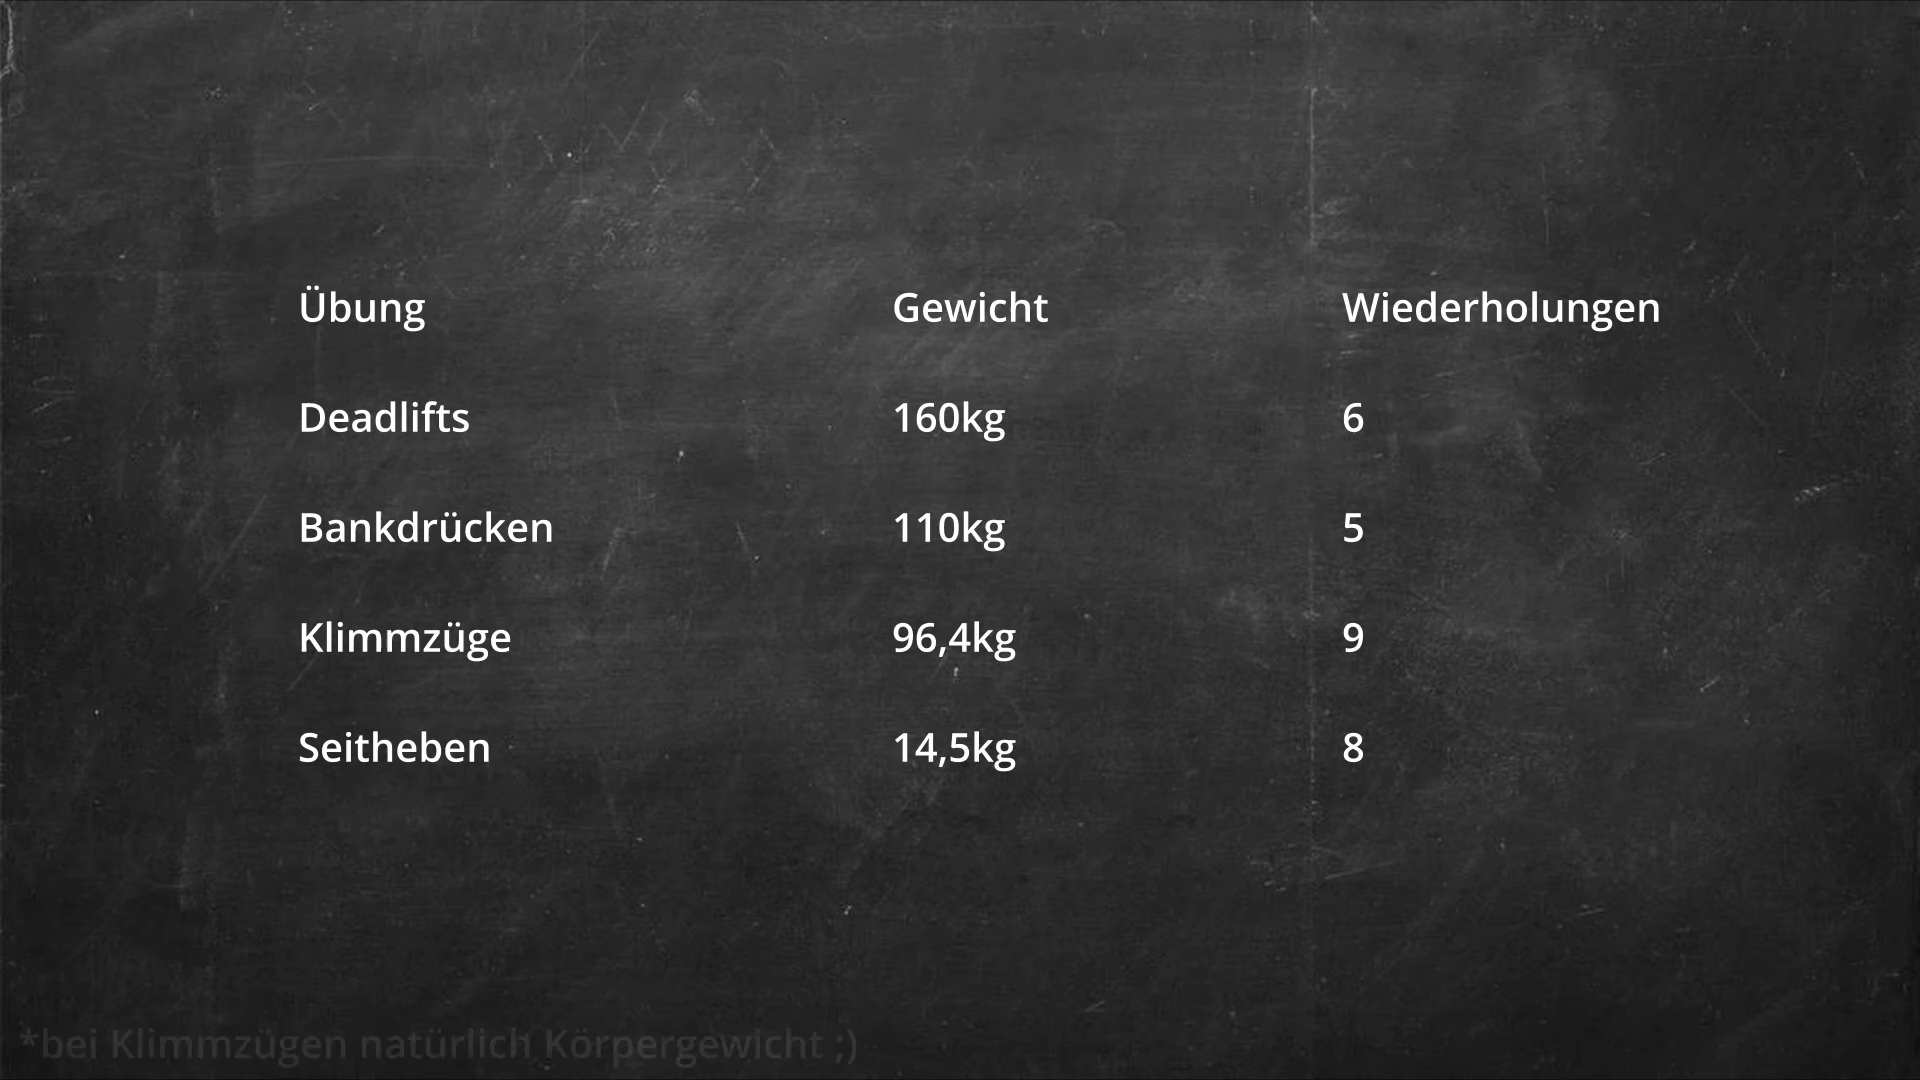 Übung Gewicht Wiederholungen
Deadlifts 160kg 6
Bankdrücken 110kg 5
Klimmzüge 96,4kg 9
Seitheben 14,5kg 8
*bei Klimmzügen natürlich Körpergewicht ;)